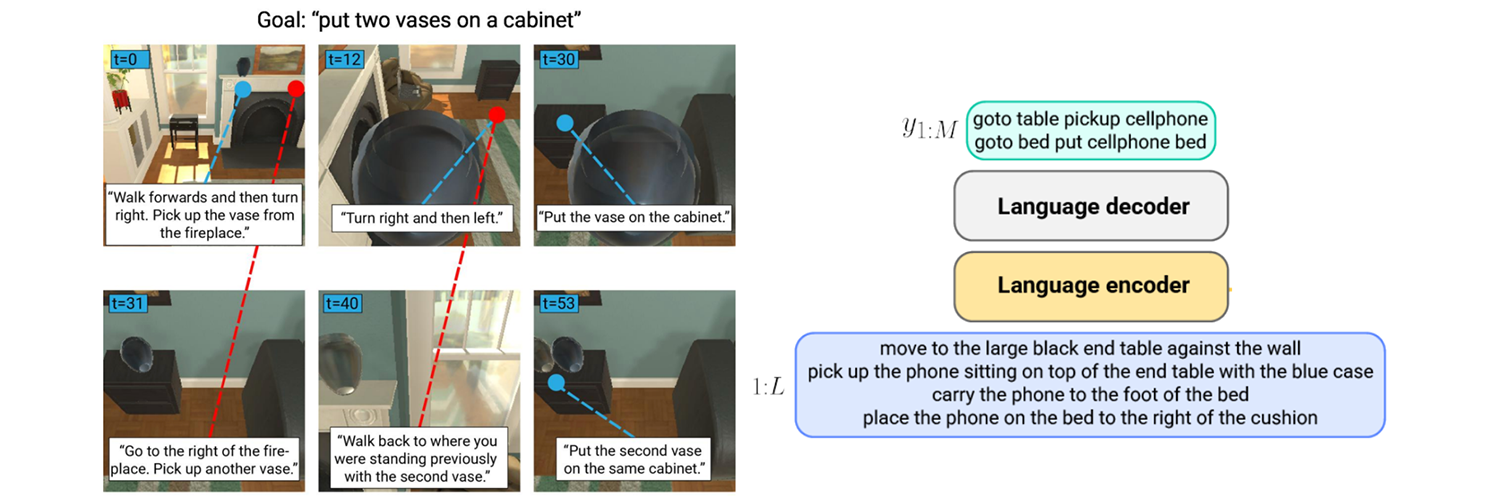 Goal: “put two vases on a cabinet”
t=0
“Walk forwards and then turn
right. Pick up the vase from
the fireplace.”
t=12
“Turn right and then left.”
t=30
“Put the vase on the cabinet.”
t=31
“Go to the right of the fire-
place. Pick up another vase.”
t=40
“Walk back to where you
were standing previously
with the second vase.”
t=53
“Put the second vase
on the same cabinet.”
y1:M
goto table pickup cellphone
goto bed put cellphone bed
Language decoder
Language encoder
1:L
move to the large black end table against the wall
pick up the phone sitting on top of the end table with the blue case
carry the phone to the foot of the bed
place the phone on the bed to the right of the cushion